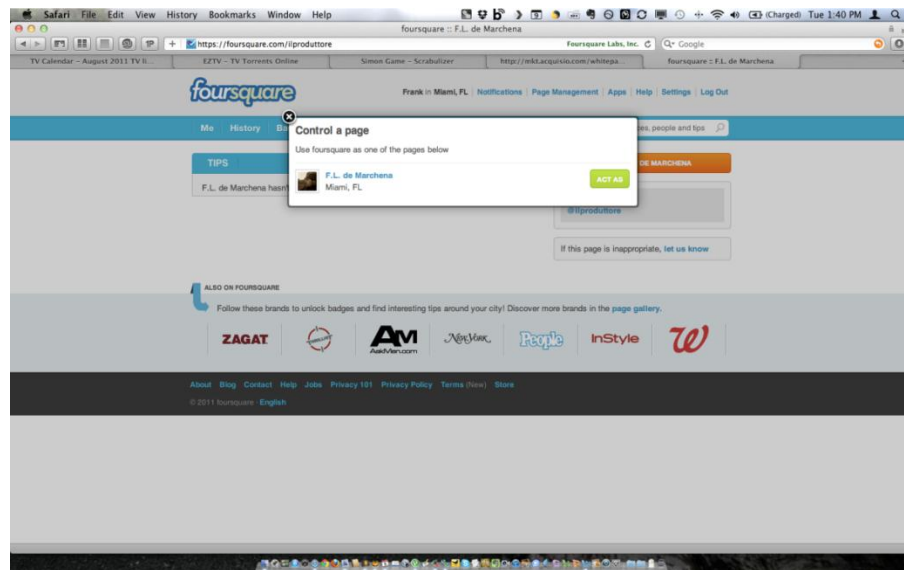 Safari File Edit View History Bookmarks Window Help (Charged) Tue 1:40 PM
foursquare :: F.L. de Marchena
https://foursquare.com/ilproduttore Foursquare Labs, Inc. Google
TV Calendar – August 2011 TV li... EZTV – TV Torrents Online Simon Game – Scrabulizer http://mkt.acquisio.com/whitepa... foursquare :: F.L. de Marchena
foursquare
Frank in Miami, FL Notifications Page Management Apps Help Settings Log Out
Me History people and tips
Control a page
Use foursquare as one of the pages below
F.L. de Marchena
Miami, FL
ACT AS
TIPS
DE MARCHENA
F.L. de Marchena hasn't
@ilproduttore
If this page is inappropriate, let us know
ALSO ON FOURSQUARE
Follow these brands to unlock badges and find interesting tips around your city! Discover more brands in the page gallery.
ZAGAT AM NEW YORK People InStyle W
AskMen.com
About Blog Contact Help Jobs Privacy 101 Privacy Policy Terms (New) Store
© 2011 foursquare · English